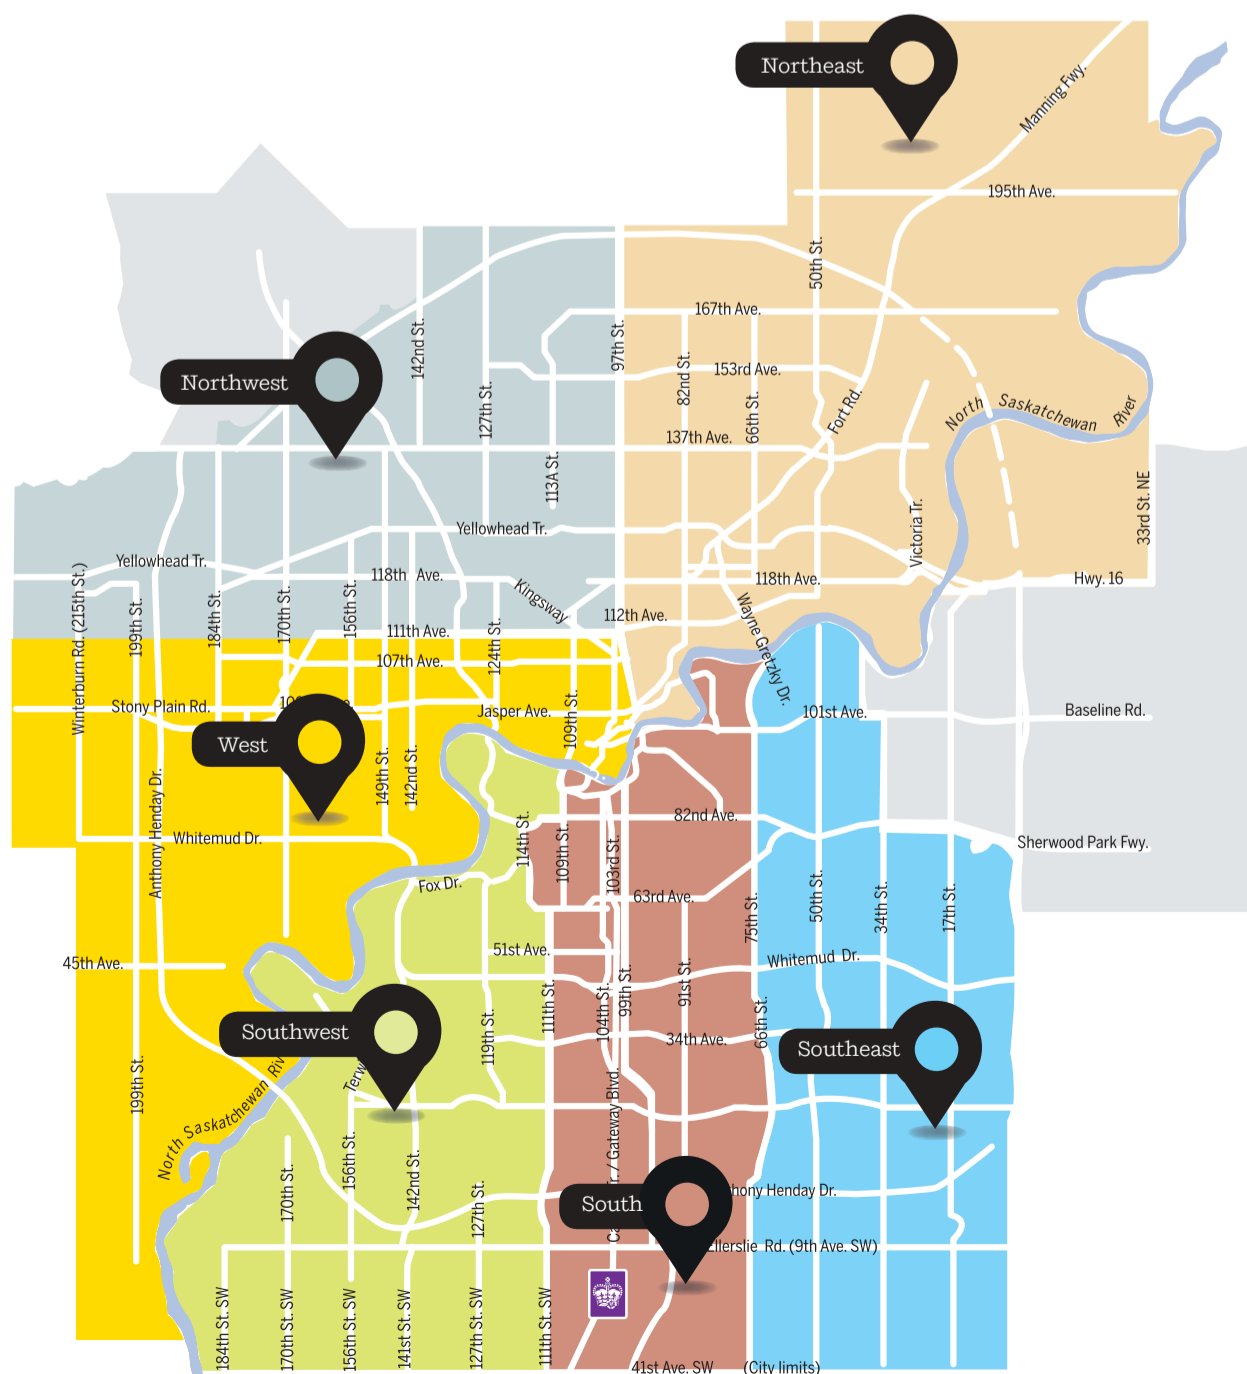 Northeast
Manning Fwy.
195th Ave.
50th St.
167th Ave.
142nd St.
97th St.
153rd Ave.
82nd St.
Northwest
127th St.
66th St.
Fort Rd.
North Saskatchewan River
137th Ave.
113A St.
33rd St. NE
Yellowhead Tr.
Victoria Tr.
Yellowhead Tr.
118th Ave.
118th Ave.
Hwy. 16
Kingsway
Winterburn Rd. (215th St.)
199th St.
184th St.
170th St.
156th St.
112th Ave.
Wayne Gretzky Dr.
111th Ave.
124th St.
107th Ave.
Stony Plain Rd.
Jasper Ave.
109th St.
101st Ave.
Baseline Rd.
West
149th St.
142nd St.
Anthony Henday Dr.
82nd Ave.
Whitemud Dr.
114th St.
109th St.
103rd St.
Sherwood Park Fwy.
Fox Dr.
63rd Ave.
75th St.
50th St.
34th St.
17th St.
51st Ave.
45th Ave.
Whitemud Dr.
111th St.
104th St.
99th St.
91st St.
66th St.
Southwest
119th St.
34th Ave.
Southeast
199th St.
North Saskatchewan Riv
Terw
r. / Gateway Blvd.
Ca
156th St.
142nd St.
170th St.
127th St.
South
hony Henday Dr.
Ellerslie Rd. (9th Ave. SW)
184th St. SW
170th St. SW
156th St. SW
141st St. SW
127th St. SW
111th St. SW
41st Ave. SW (City limits)